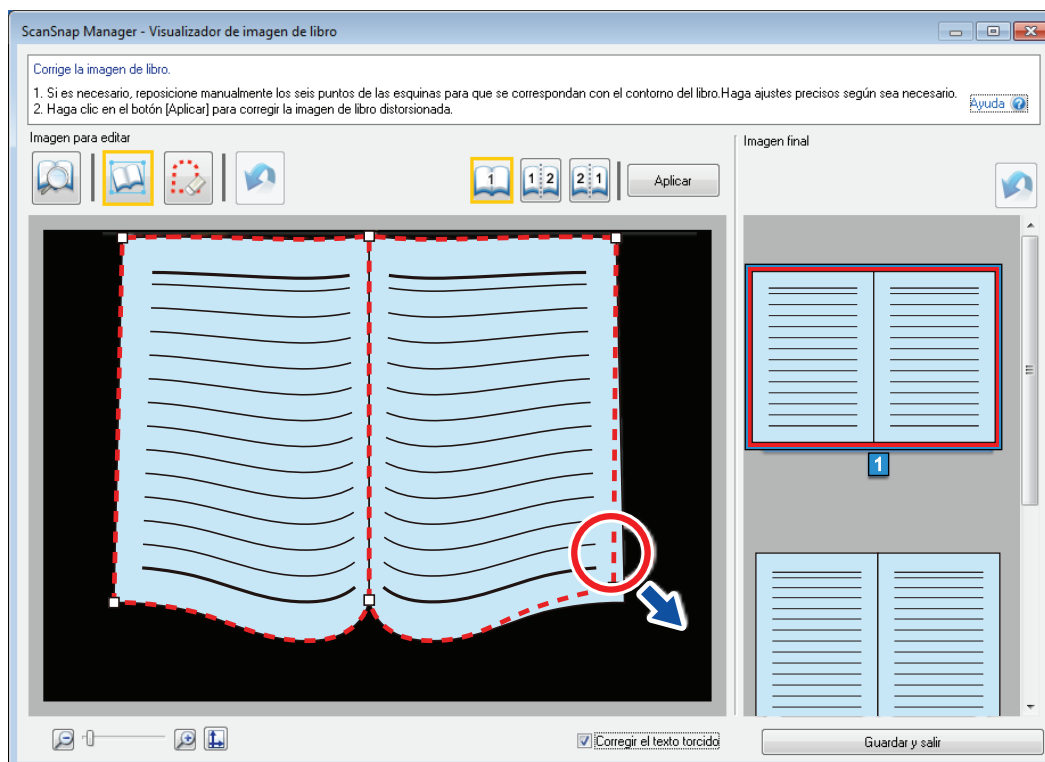 ScanSnap Manager - Visualizador de imagen de libro
Corrige la imagen de libro.
1. Si es necesario, reposicione manualmente los seis puntos de las esquinas para que se correspondan con el contorno del libro.Haga ajustes precisos según sea necesario.
2. Haga clic en el botón [Aplicar] para corregir la imagen de libro distorsionada.
Ayuda ?
Imagen para editar
Imagen final
1
1 2
2 1
Aplicar
1
Corregir el texto torcido
Guardar y salir